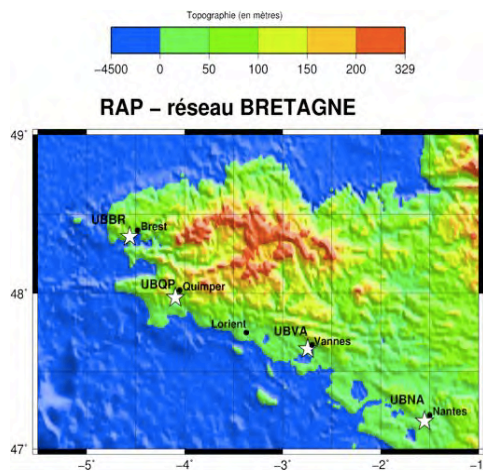 Topographie (en mètres)
−4500 0 50 100 150 200 329
RAP − réseau BRETAGNE
49˚
UBBR
Brest
48˚
UBQP
Quimper
Lorient
UBVA
Vannes
UBNA
Nantes
47˚
−5˚ −4˚ −3˚ −2˚ −1